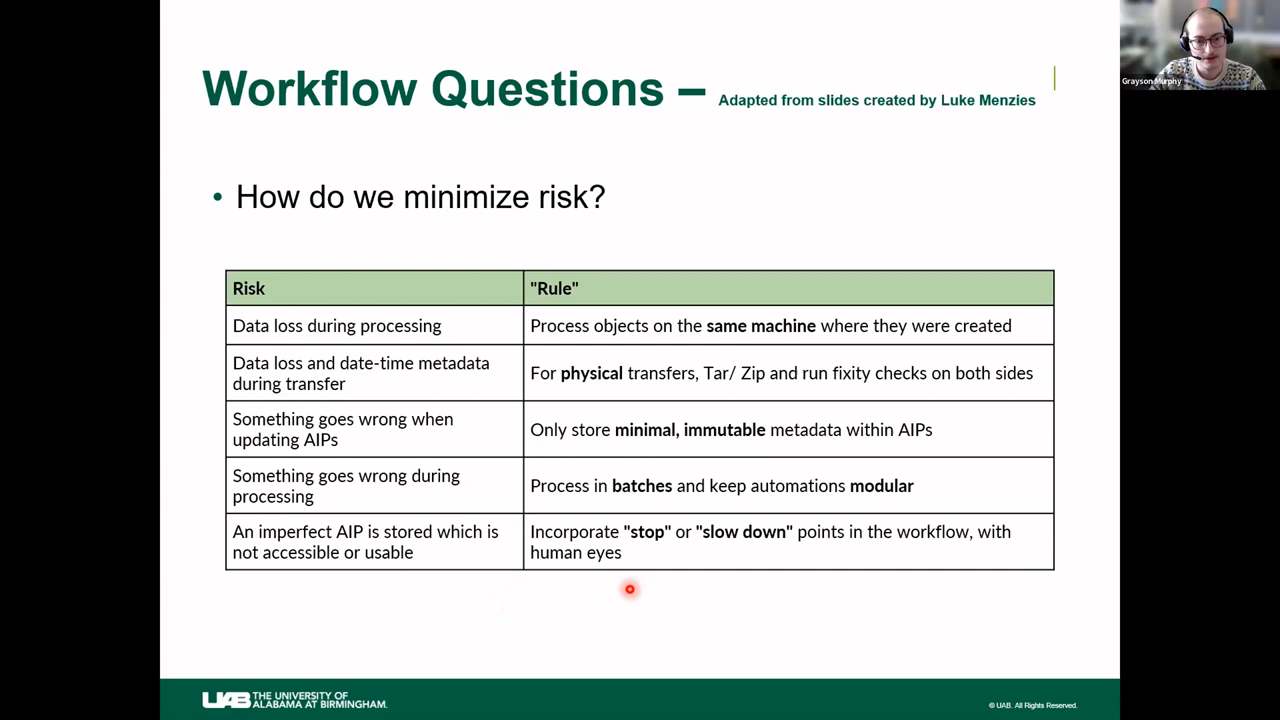 Workflow Questions – Adapted from slides created by Luke Menzies
Grayson Murphy
• How do we minimize risk?
Risk
"Rule"
Data loss during processing
Process objects on the same machine where they were created
Data loss and date-time metadata
during transfer
For physical transfers, Tar/ Zip and run fixity checks on both sides
Something goes wrong when
updating AIPs
Only store minimal, immutable metadata within AIPs
Something goes wrong during
processing
Process in batches and keep automations modular
An imperfect AIP is stored which is
not accessible or usable
Incorporate "stop" or "slow down" points in the workflow, with
human eyes
UAB THE UNIVERSITY OF
ALABAMA AT BIRMINGHAM.
© UAB. All Rights Reserved.